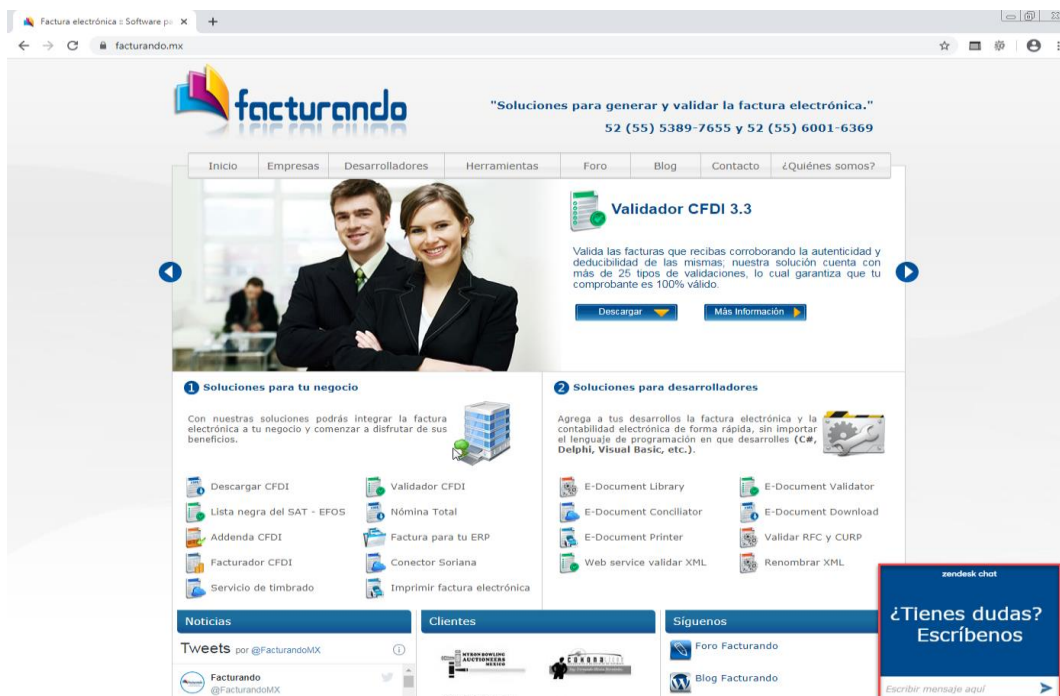 Factura electrónica :: Software pa
facturando.mx
facturando
"Soluciones para generar y validar la factura electrónica."
52 (55) 5389-7655 y 52 (55) 6001-6369
Inicio Empresas Desarrolladores Herramientas Foro Blog Contacto ¿Quiénes somos?
Validador CFDI 3.3
Valida las facturas que recibas corroborando la autenticidad y
deducibilidad de las mismas; nuestra solución cuenta con
más de 25 tipos de validaciones, lo cual garantiza que tu
comprobante es 100% válido.
Descargar Más Información
1 Soluciones para tu negocio
Con nuestras soluciones podrás integrar la factura
electrónica a tu negocio y comenzar a disfrutar de sus
beneficios.
Descargar CFDI Validador CFDI
Lista negra del SAT - EFOS Nómina Total
Addenda CFDI Factura para tu ERP
Facturador CFDI Conector Soriana
Servicio de timbrado Imprimir factura electrónica
2 Soluciones para desarrolladores
Agrega a tus desarrollos la factura electrónica y la
contabilidad electrónica de forma rápida, sin importar
el lenguaje de programación en que desarrolles (C#,
Delphi, Visual Basic, etc.).
E-Document Library E-Document Validator
E-Document Conciliator E-Document Download
E-Document Printer Validar RFC y CURP
Web service validar XML Renombrar XML
Noticias
Tweets por @FacturandoMX
Facturando
@FacturandoMX
Clientes
MYRON BOWLING
AUCTIONEERS
MEXICO
CORONA
Síguenos
Foro Facturando
Blog Facturando
zendesk chat
¿Tienes dudas?
Escríbenos
Escribir mensaje aquí